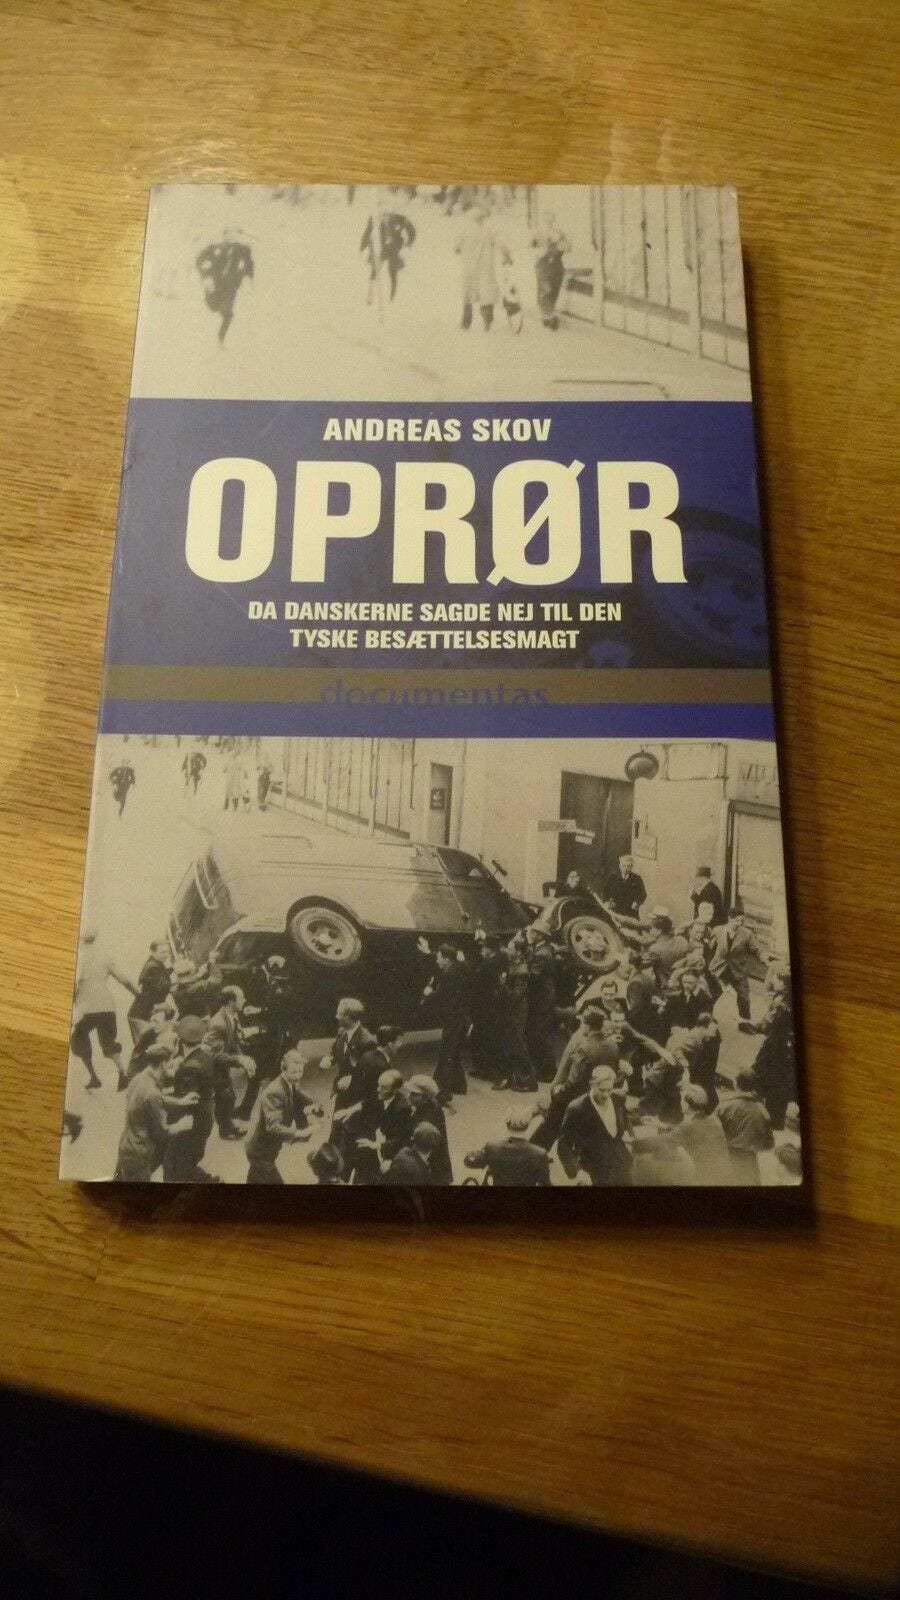 ANDREAS SKOV
OPRØR
DA DANSKERNE SAGDE NEJ TIL DEN
TYSKE BESÆTTELSESMAGT
documentas